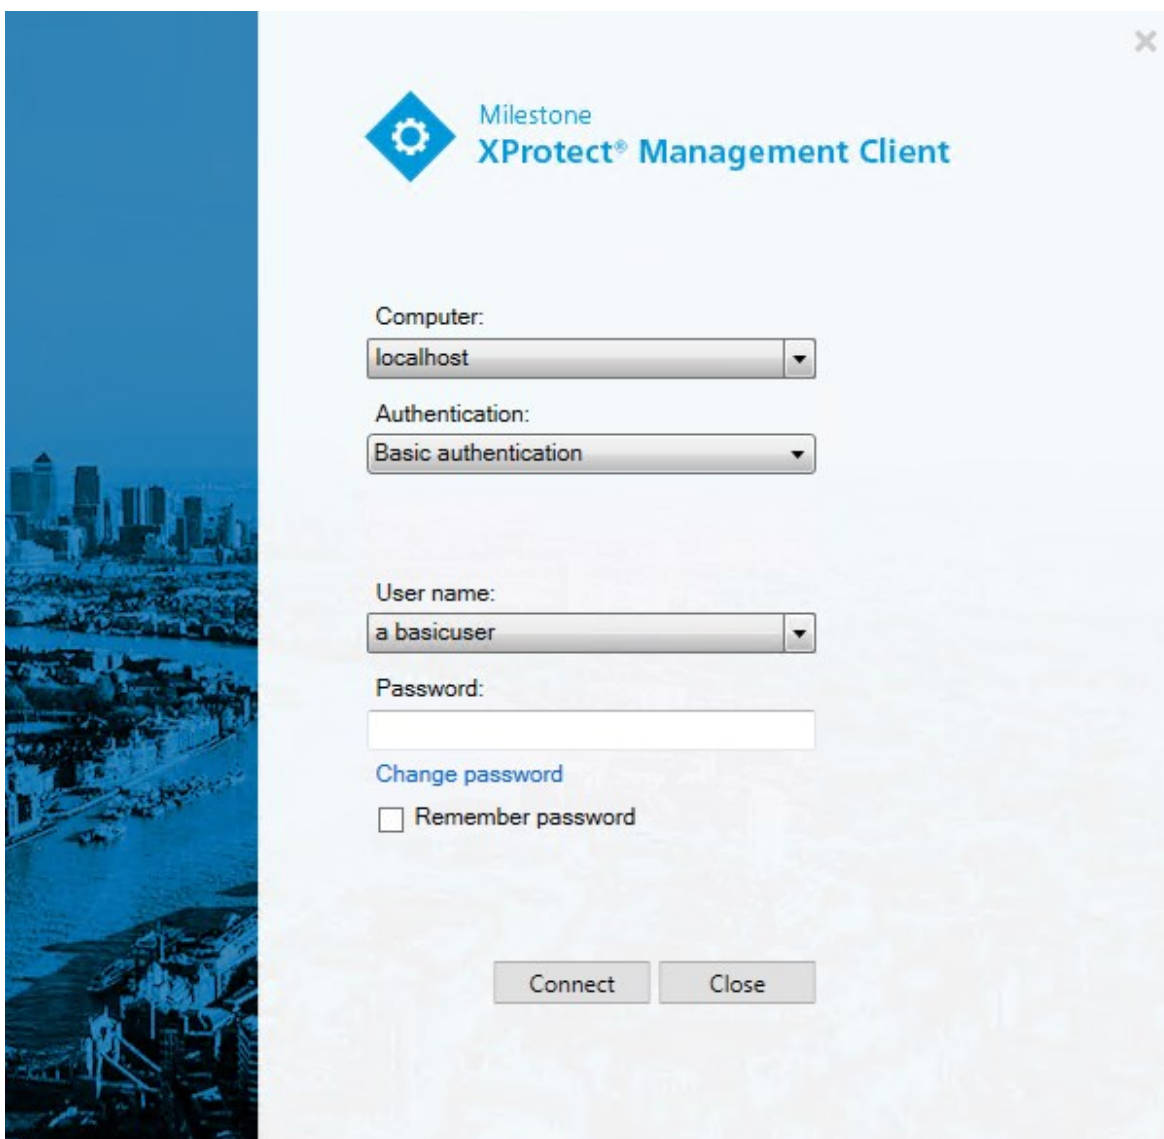 Milestone
XProtect® Management Client
Computer:
localhost
Authentication:
Basic authentication
User name:
a basicuser
Password:
Change password
Remember password
Connect Close